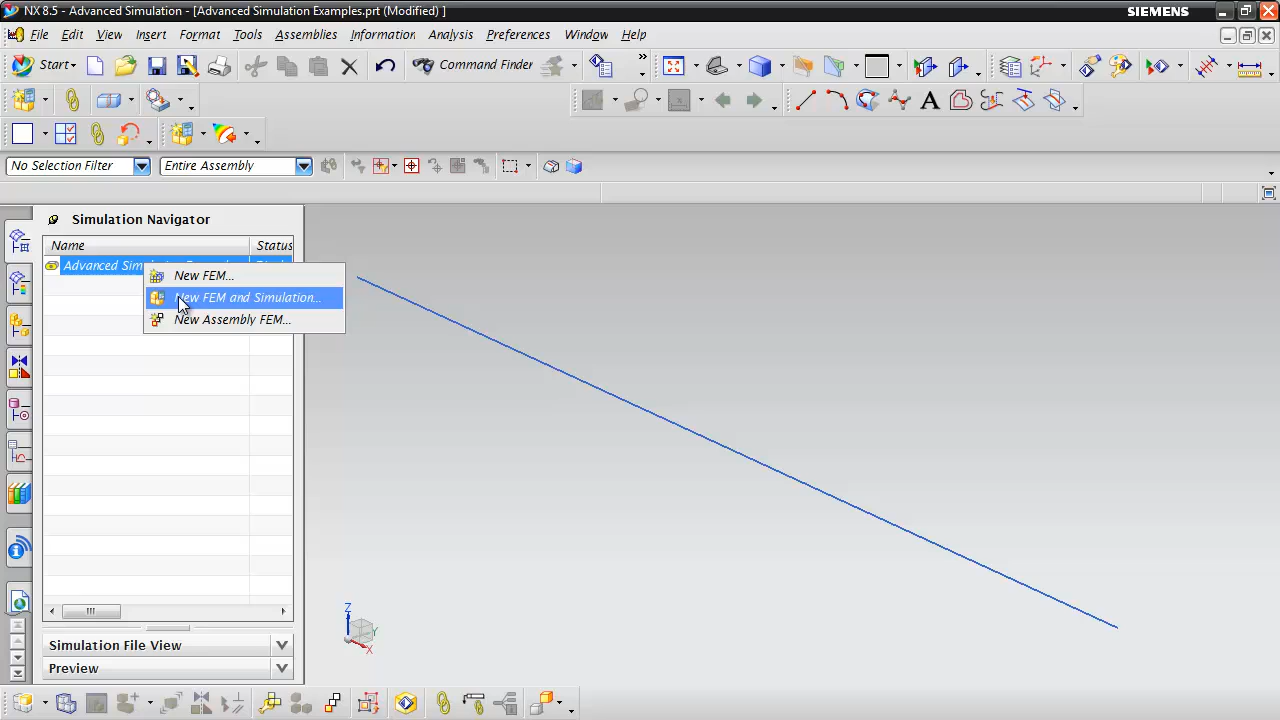 NX 8.5 - Advanced Simulation - [Advanced Simulation Examples.prt (Modified) ]
SIEMENS
File Edit View Insert Format Tools Assemblies Information Analysis Preferences Window Help
Start Command Finder
No Selection Filter Entire Assembly
Simulation Navigator
Name Status
Advanced Sim
New FEM...
New FEM and Simulation...
New Assembly FEM...
Z
Y
X
Simulation File View
Preview